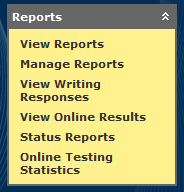 Reports
View Reports
Manage Reports
View Writing
Responses
View Online Results
Status Reports
Online Testing
Statistics